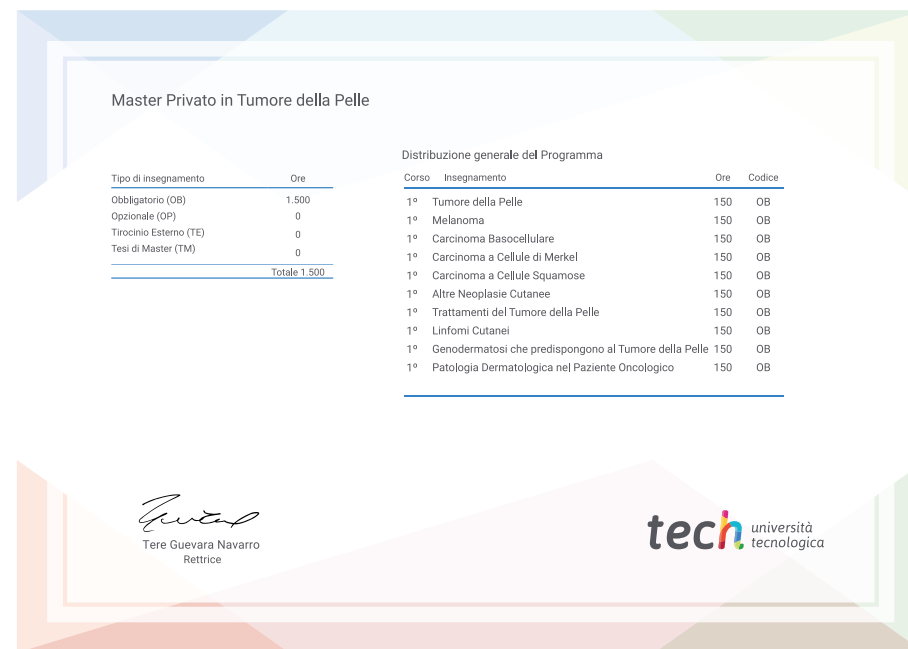 Master Privato in Tumore della Pelle
Tipo di insegnamento Ore
Obbligatorio (OB) 1.500
Opzionale (OP) 0
Tirocinio Esterno (TE) 0
Tesi di Master (TM) 0
Totale 1.500
Distribuzione generale del Programma
Corso Insegnamento Ore Codice
1º Tumore della Pelle 150 OB
1º Melanoma 150 OB
1º Carcinoma Basocellulare 150 OB
1º Carcinoma a Cellule di Merkel 150 OB
1º Carcinoma a Cellule Squamose 150 OB
1º Altre Neoplasie Cutanee 150 OB
1º Trattamenti del Tumore della Pelle 150 OB
1º Linfomi Cutanei 150 OB
1º Genodermatosi che predispongono al Tumore della Pelle 150 OB
1º Patologia Dermatologica nel Paziente Oncologico 150 OB
Tere Guevara Navarro
Rettrice
tech università
tecnologica